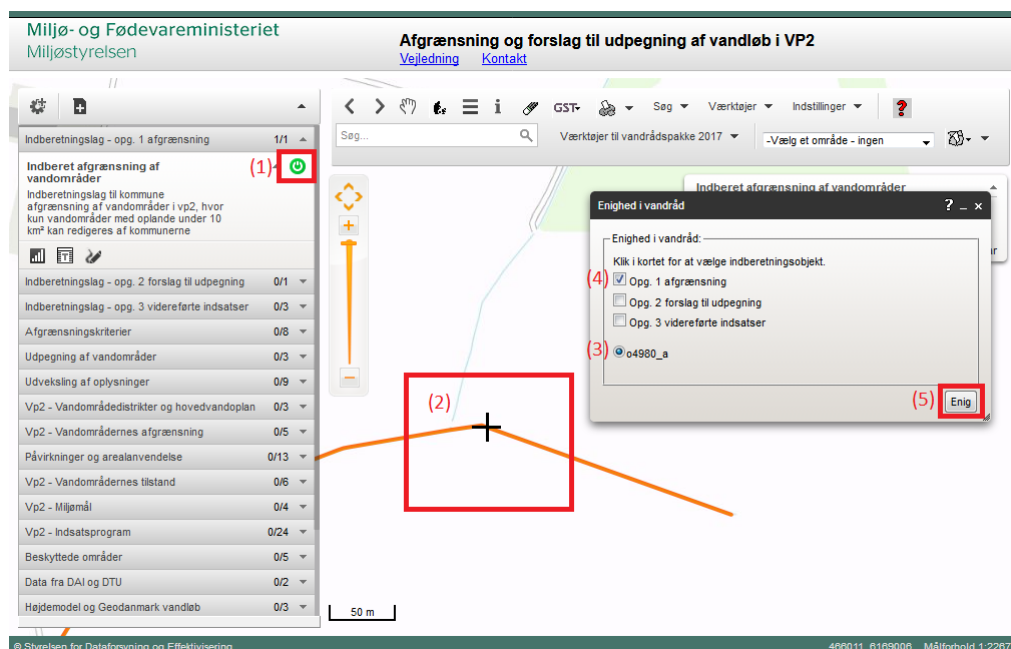 Miljø- og Fødevareministeriet
Miljøstyrelsen
Afgrænsning og forslag til udpegning af vandløb i VP2
Vejledning Kontakt
GST Søg Værktøjer Indstillinger ?
Søg... Værktøjer til vandrådspakke 2017 -Vælg et område - ingen
Indberetningslag - opg. 1 afgrænsning 1/1
(1)
Indberet afgrænsning af
vandområder
Indberetningslag til kommune
afgrænsning af vandområder i vp2, hvor
kun vandområder med oplande under 10
km² kan redigeres af kommunerne
Indberetningslag - opg. 2 forslag til udpegning 0/1
Indberetningslag - opg. 3 videreførte indsatser 0/3
Afgrænsningskriterier 0/8
Udpegning af vandområder 0/3
Udveksling af oplysninger 0/9
Vp2 - Vandområdedistrikter og hovedvandoplan 0/3
Vp2 - Vandområdernes afgrænsning 0/5
Påvirkninger og arealanvendelse 0/13
Vp2 - Vandområdernes tilstand 0/6
Vp2 - Miljømål 0/4
Vp2 - Indsatsprogram 0/24
Beskyttede områder 0/5
Data fra DAI og DTU 0/2
Højdemodel og Geodanmark vandløb 0/3
Indberet afgrænsning af vandområder
Enighed i vandråd ? _ x
Enighed i vandråd:
Klik i kortet for at vælge indberetningsobjekt.
(4) Opg. 1 afgrænsning
Opg. 2 forslag til udpegning
Opg. 3 videreførte indsatser
(3) o4980_a
(5) Enig
(2)
50 m
© Styrelsen for Dataforsyning og Effektivisering 466011, 6169006 Målforhold 1:2267